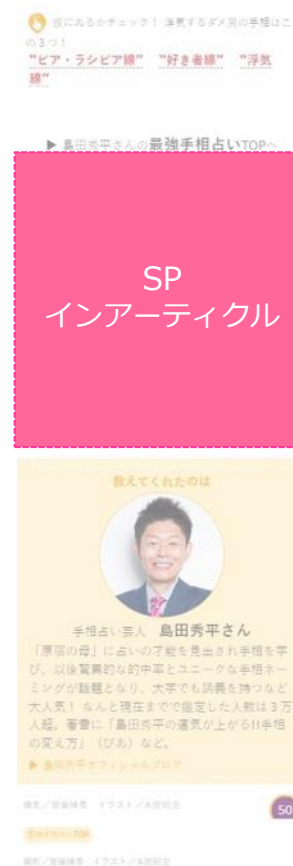 彼にあるかチェック！ 浮気するダメ男の手相はこ
の３つ！
"ビア・ラシビア線" "好き者線" "浮気
線"
▶ 島田秀平さんの最強手相占いTOPへ
SP
インアーティクル
教えてくれたのは
手相占い芸人 島田秀平さん
「原宿の母」に占いの才能を見出され手相を学
び、以後驚異的な的中率とユニークな手相ネー
ミングが話題となり、大学でも講義を持つなど
大人気！ なんと現在までで鑑定した人数は３万
人超。著書に「島田秀平の運気が上がる!!手相
の変え方」（ぴあ）など。
▶ 島田秀平オフィシャルブログ
撮影／ イラスト／
50
TOP
撮影／ イラスト／